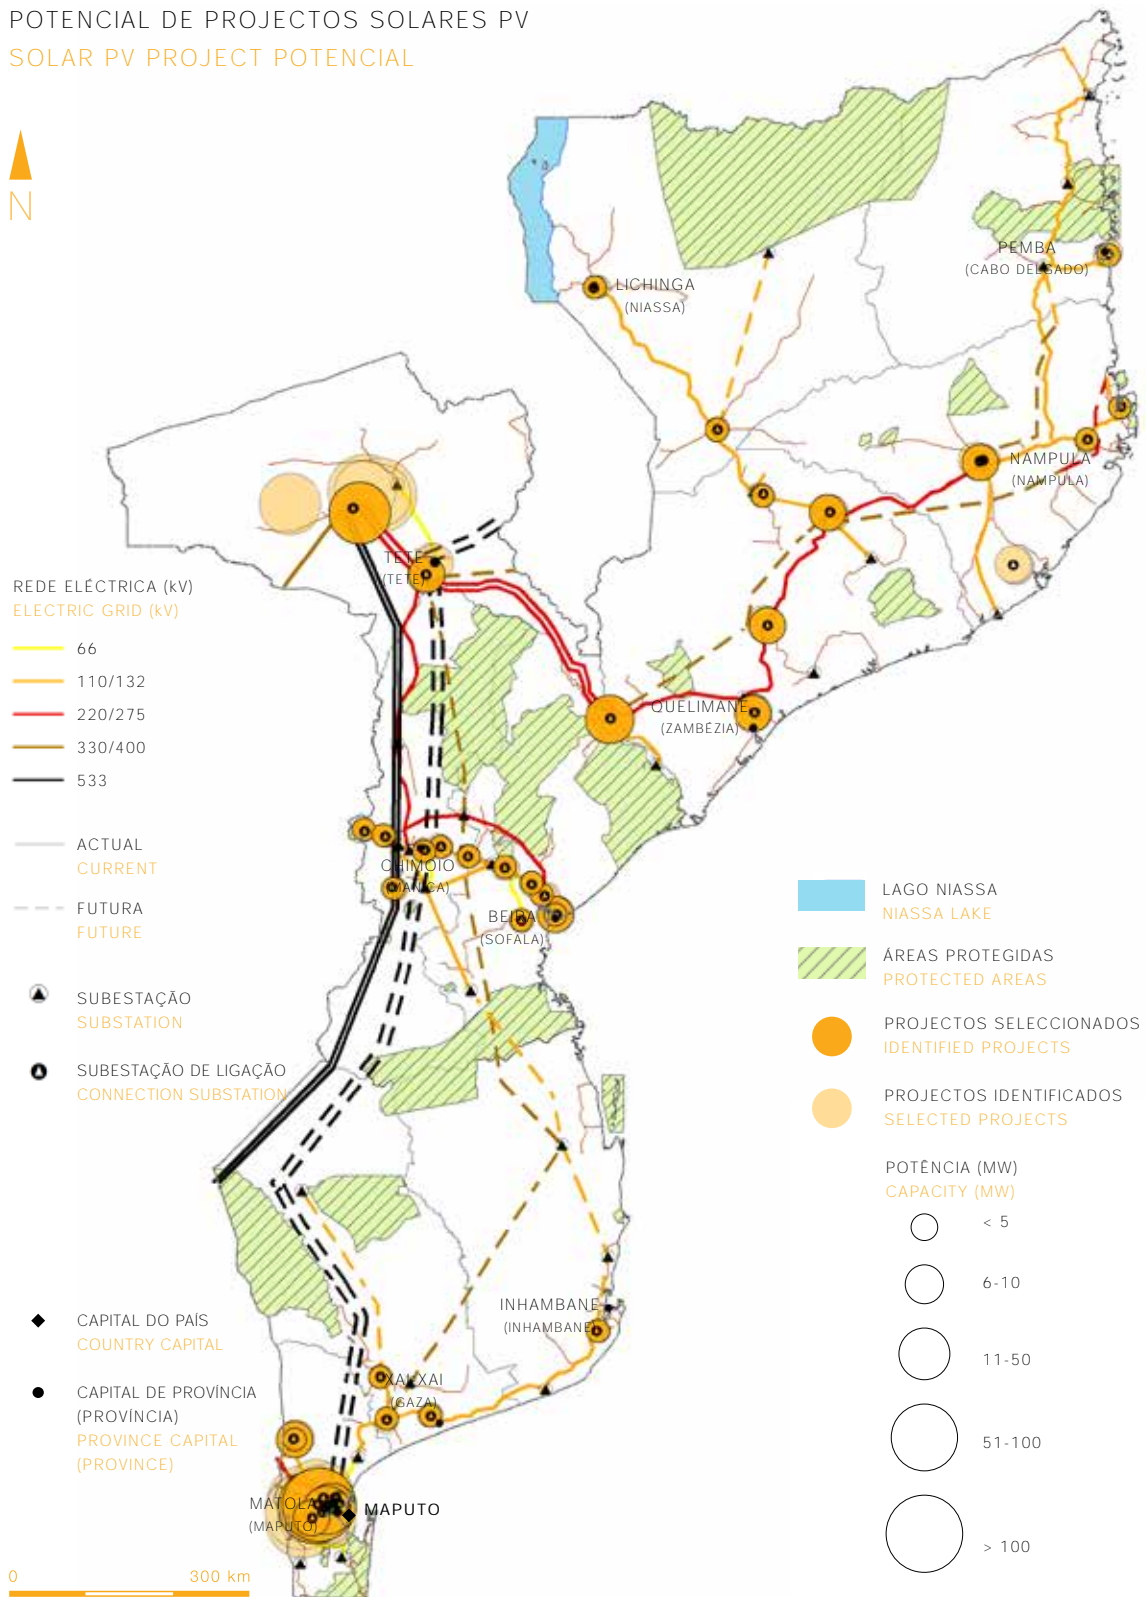 POTENCIAL DE PROJECTOS SOLARES PV
SOLAR PV PROJECT POTENCIAL
N
PEMBA
(CABO DELGADO)
LICHINGA
(NIASSA)
NAMPULA
(NAMPULA)
TETE
(TETE)
QUELIMANE
(ZAMBÉZIA)
CHIMOIO
(MANICA)
BEIRA
(SOFALA)
INHAMBANE
(INHAMBANE)
XAI-XAI
(GAZA)
MATOLA
(MAPUTO)
MAPUTO
REDE ELÉCTRICA (kV)
ELECTRIC GRID (kV)
66
110/132
220/275
330/400
533
ACTUAL
CURRENT
FUTURA
FUTURE
SUBESTAÇÃO
SUBSTATION
SUBESTAÇÃO DE LIGAÇÃO
CONNECTION SUBSTATION
CAPITAL DO PAÍS
COUNTRY CAPITAL
CAPITAL DE PROVÍNCIA
(PROVÍNCIA)
PROVINCE CAPITAL
(PROVINCE)
0 300 km
LAGO NIASSA
NIASSA LAKE
ÁREAS PROTEGIDAS
PROTECTED AREAS
PROJECTOS SELECCIONADOS
IDENTIFIED PROJECTS
PROJECTOS IDENTIFICADOS
SELECTED PROJECTS
POTÊNCIA (MW)
CAPACITY (MW)
< 5
6-10
11-50
51-100
> 100